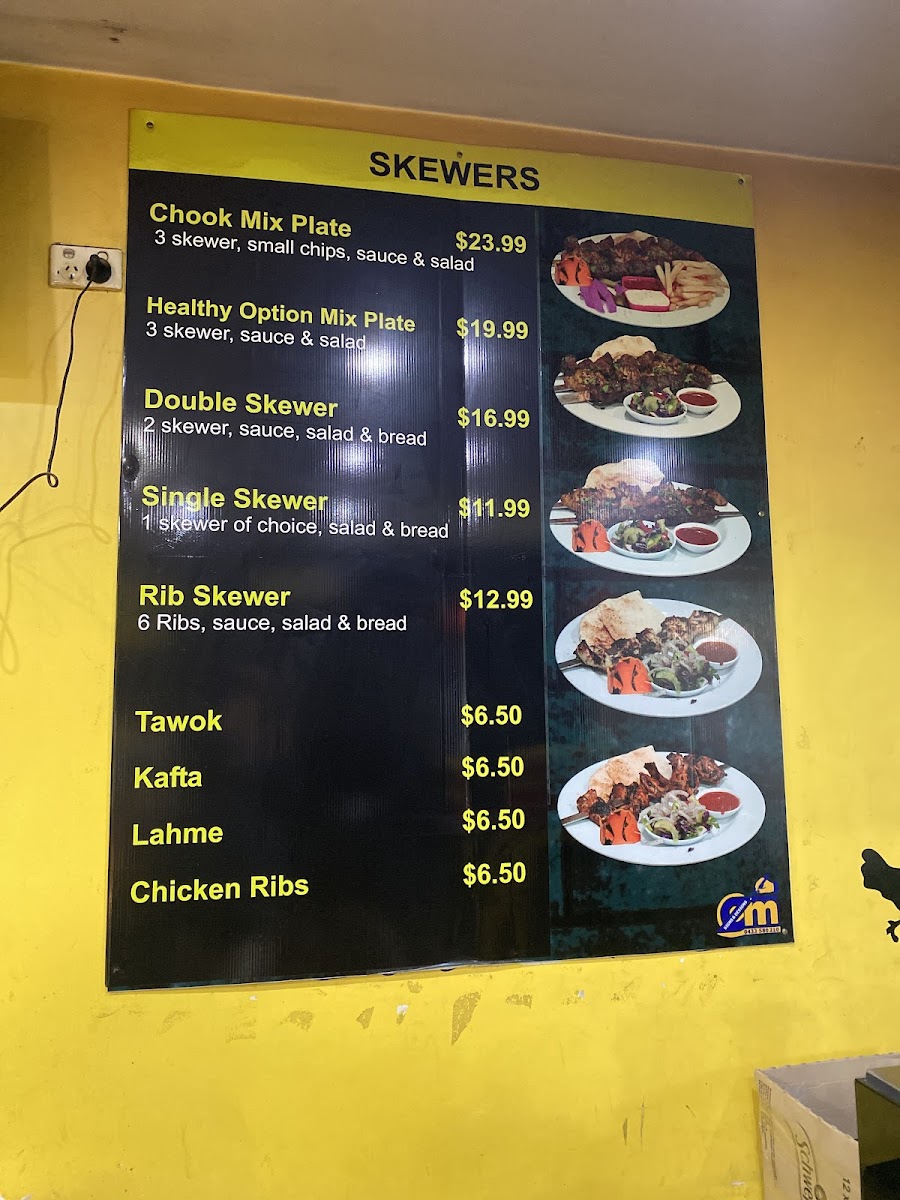 SKEWERS
Chook Mix Plate $23.99
3 skewer, small chips, sauce & salad
Healthy Option Mix Plate $19.99
3 skewer, sauce & salad
Double Skewer $16.99
2 skewer, sauce, salad & bread
Single Skewer $11.99
1 skewer of choice, salad & bread
Rib Skewer $12.99
6 Ribs, sauce, salad & bread
Tawok $6.50
Kafta $6.50
Lahme $6.50
Chicken Ribs $6.50
em
Schwe
12